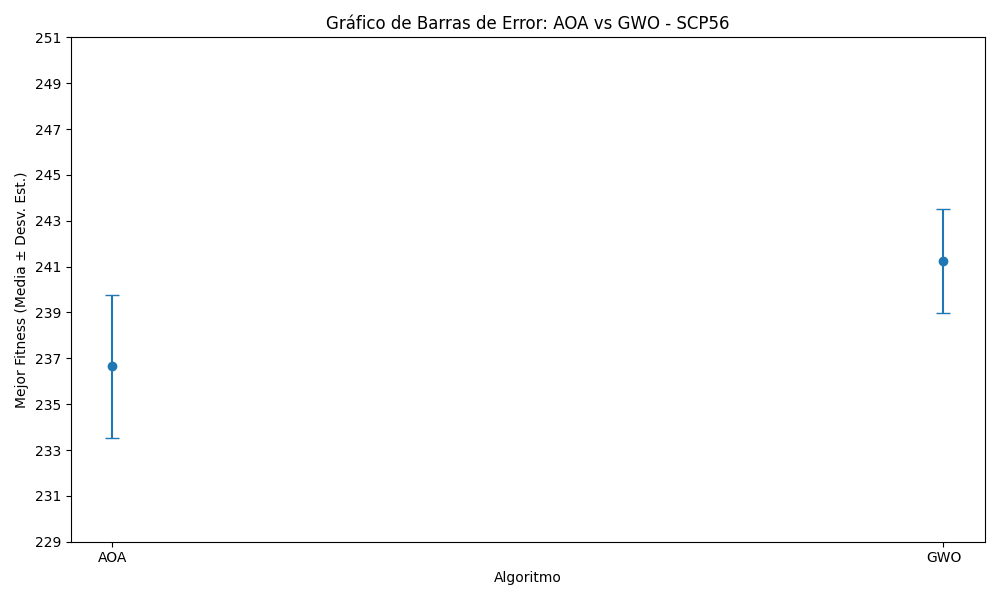 Gráfico de Barras de Error: AOA vs GWO - SCP56
Mejor Fitness (Media ± Desv. Est.)
251
249
247
245
243
241
239
237
235
233
231
229
AOA
GWO
Algoritmo